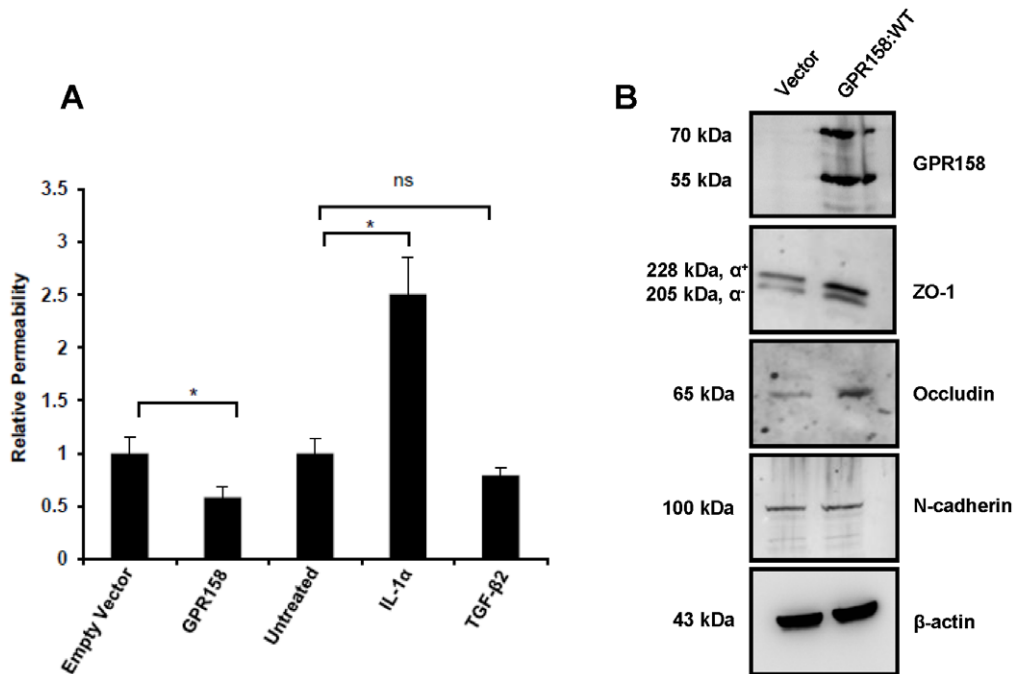 A
Relative Permeability
3.5
3
2.5
2
1.5
1
0.5
0
*
*
ns
Empty Vector
GPR158
Untreated
IL-1α
TGF-β2
B
Vector
GPR158:WT
70 kDa
55 kDa
GPR158
228 kDa, α⁺
205 kDa, α⁻
ZO-1
65 kDa
Occludin
100 kDa
N-cadherin
43 kDa
β-actin